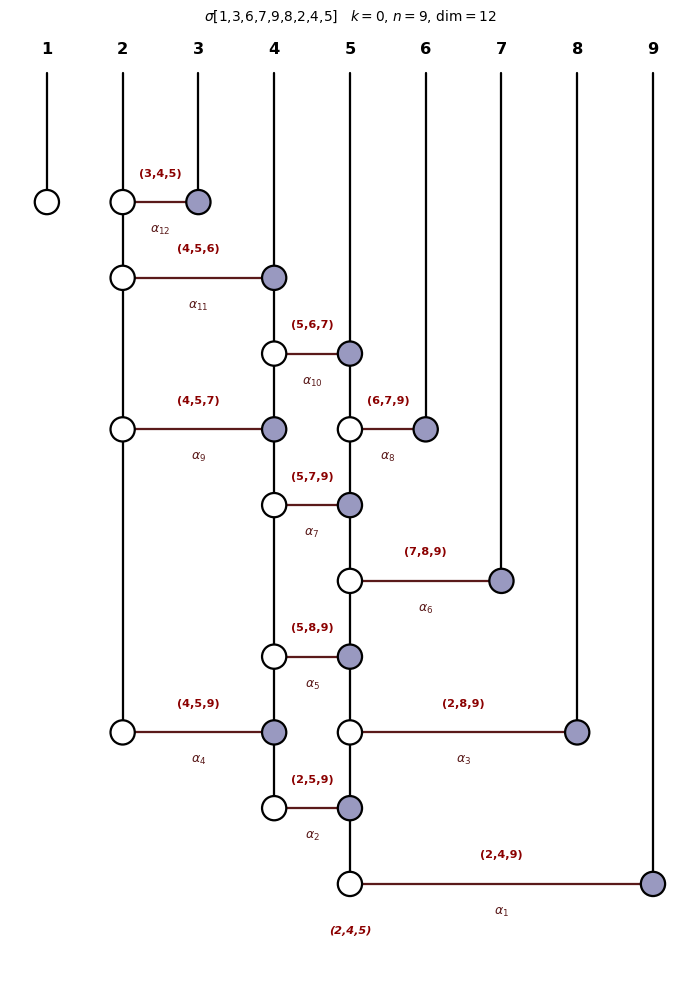 σ[1,3,6,7,9,8,2,4,5]   k = 0, n = 9, dim = 12
1 2 3 4 5 6 7 8 9
(3,4,5)
α12
(4,5,6)
α11
(5,6,7)
α10
(4,5,7) (6,7,9)
α9 α8
(5,7,9)
α7
(7,8,9)
α6
(5,8,9)
α5
(4,5,9) (2,8,9)
α4 α3
(2,5,9)
α2
(2,4,9)
α1
(2,4,5)